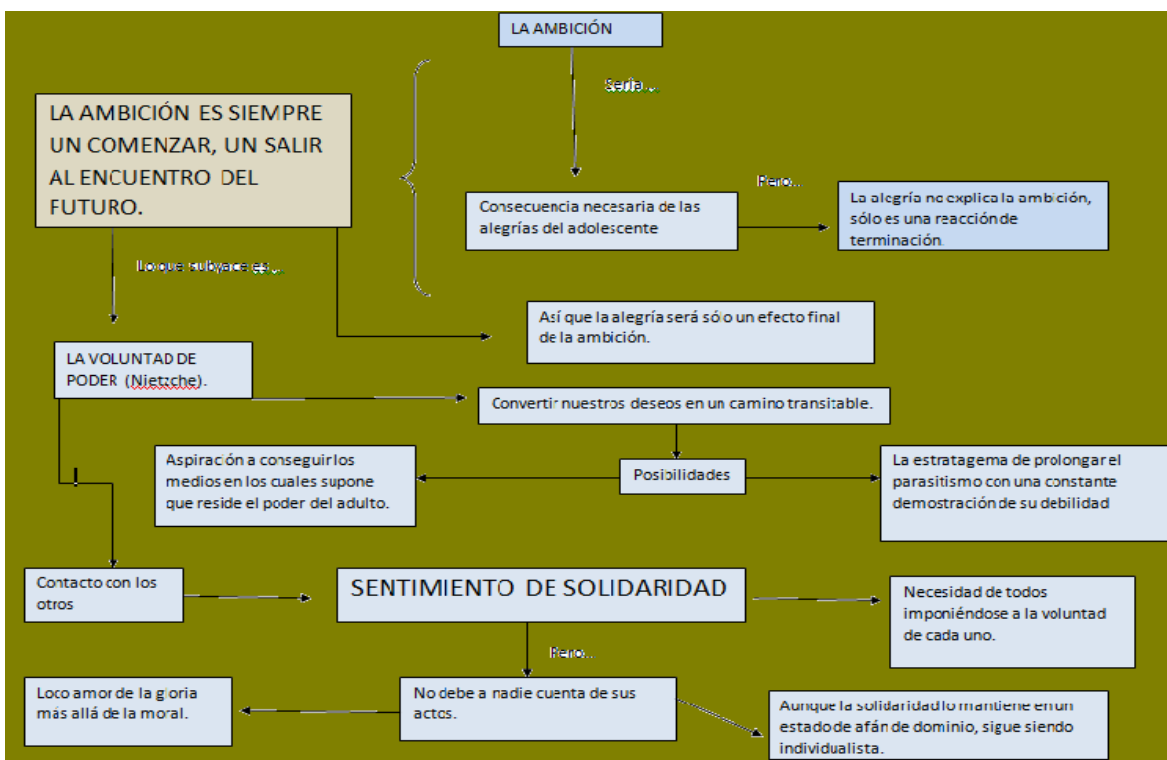 LA AMBICIÓN
Sería...
LA AMBICIÓN ES SIEMPRE
UN COMENZAR, UN SALIR
AL ENCUENTRO DEL
FUTURO.
Pero..
Consecuencia necesaria de las
alegrías del adolescente
La alegría no explica la ambición,
sólo es una reacción de
terminación.
Lo que subyace es...
Así que la alegría será sólo un efecto final
de la ambición.
LA VOLUNTAD DE
PODER (Nietzche).
Convertir nuestros deseos en un camino transitable.
Aspiración a conseguir los
medios en los cuales supone
que reside el poder del adulto.
Posibilidades
La estratagema de prolongar el
parasitismo con una constante
demostración de su debilidad
Contacto con los
otros
SENTIMIENTO DE SOLIDARIDAD
Necesidad de todos
imponiéndose a la voluntad
de cada uno.
Pero..
Loco amor de la gloria
más allá de la moral.
No debe a nadie cuenta de sus
actos.
Aunque la solidaridad lo mantiene en un
estado de afán de dominio, sigue siendo
individualista.